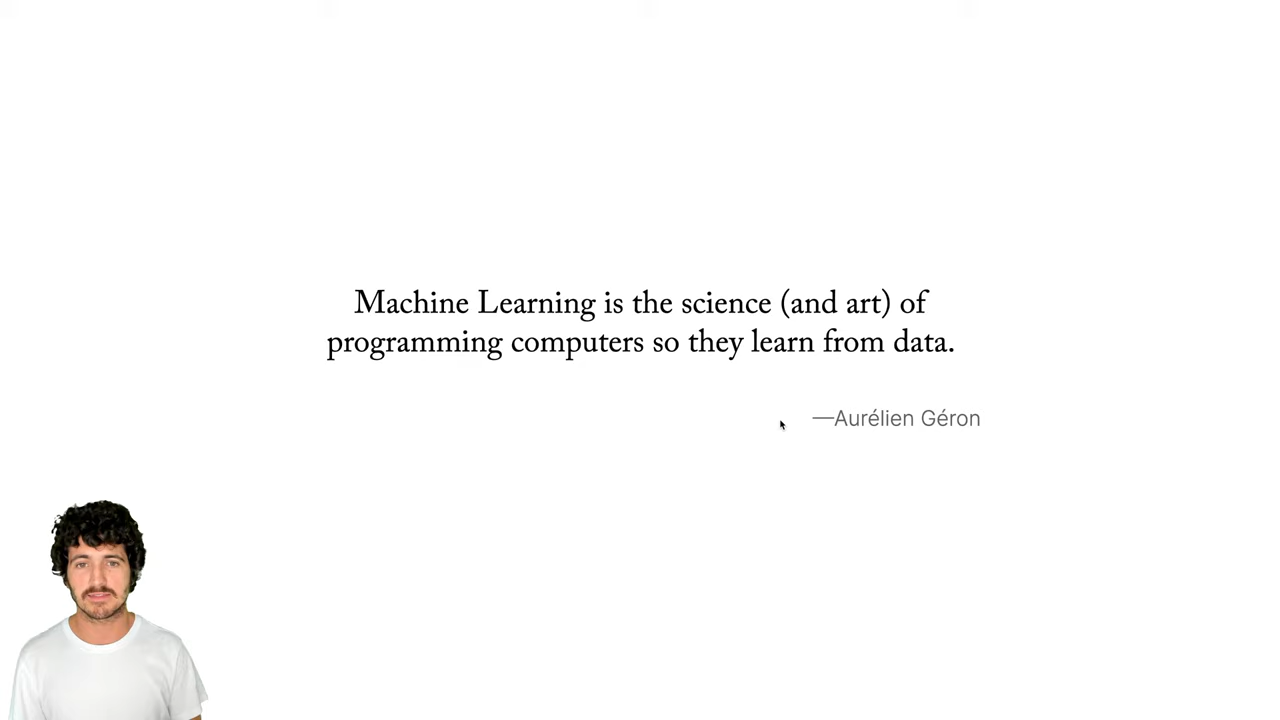 Machine Learning is the science (and art) of
programming computers so they learn from data.
—Aurélien Géron